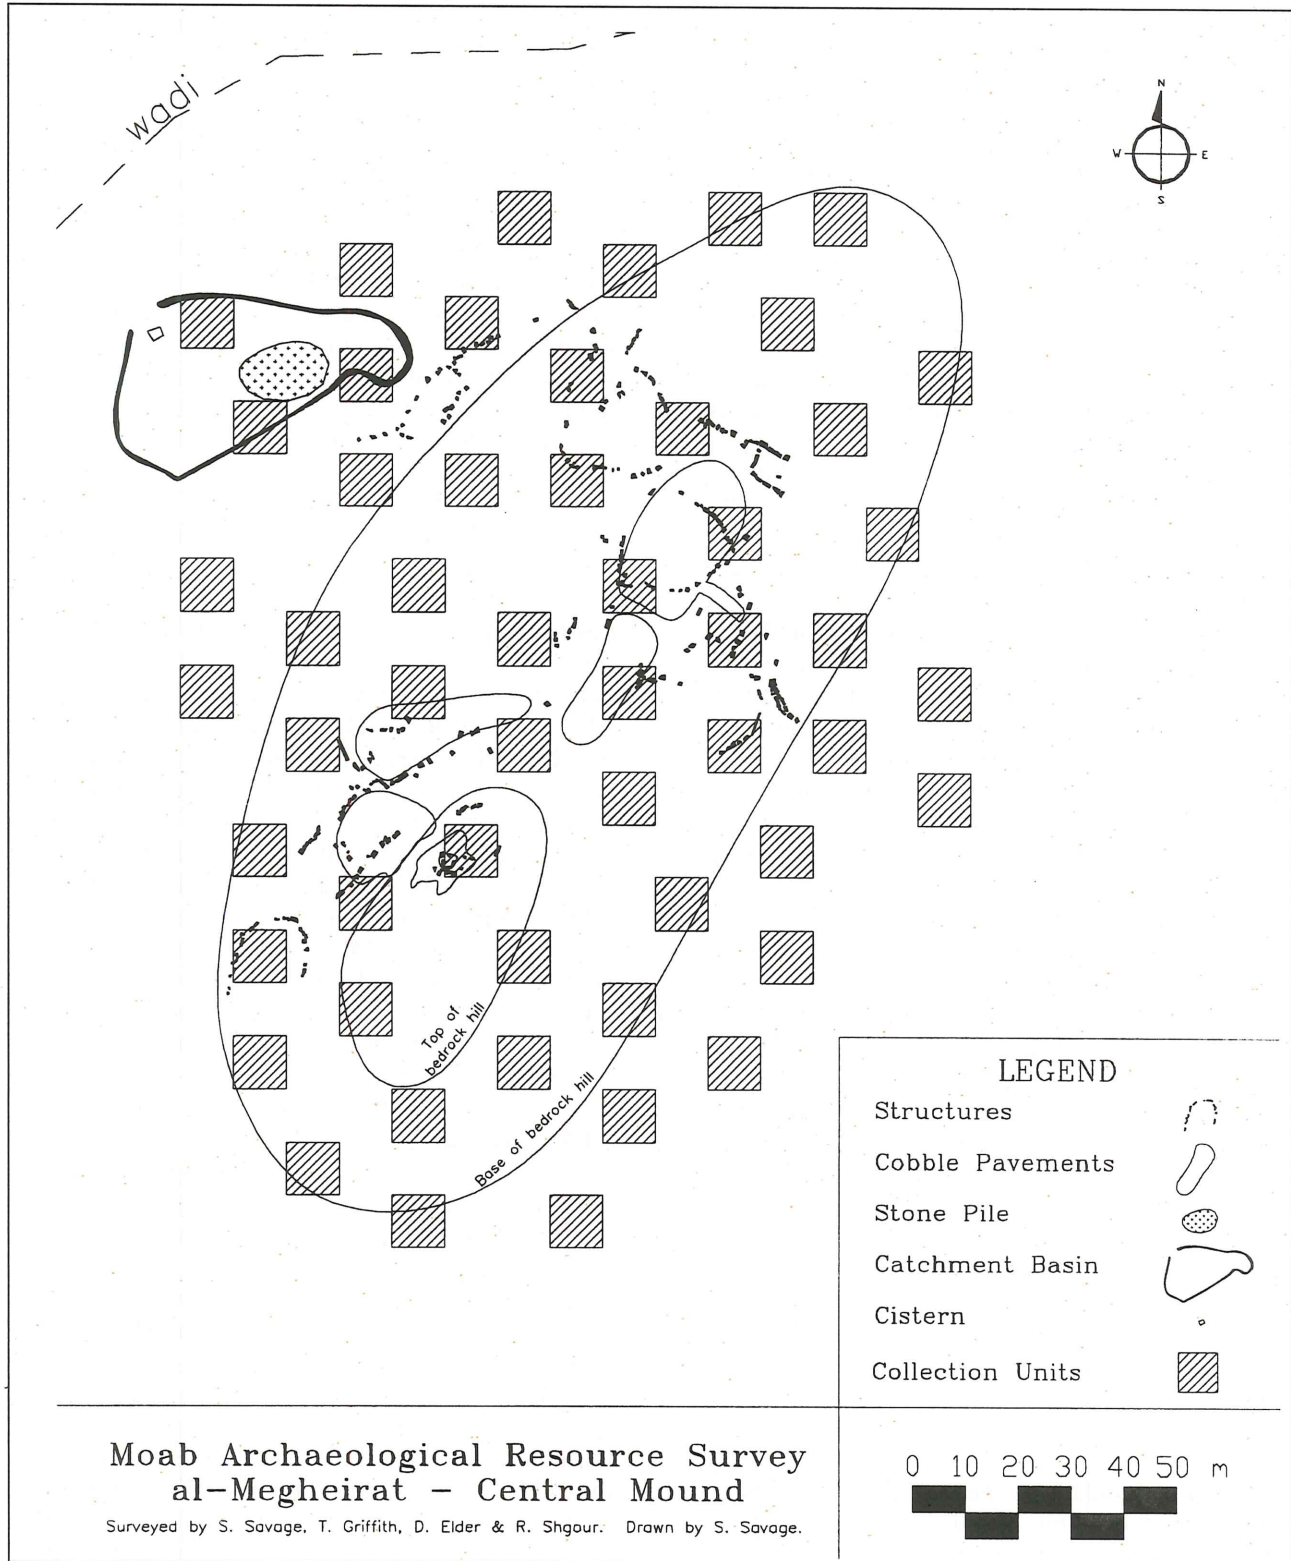 wadi
N
W E
S
Top of
bedrock hill
Base of bedrock hill
LEGEND
Structures
Cobble Pavements
Stone Pile
Catchment Basin
Cistern
Collection Units
Moab Archaeological Resource Survey
al-Megheirat - Central Mound
Surveyed by S. Savage, T. Griffith, D. Elder & R. Shgour. Drawn by S. Savage.
0 10 20 30 40 50 m